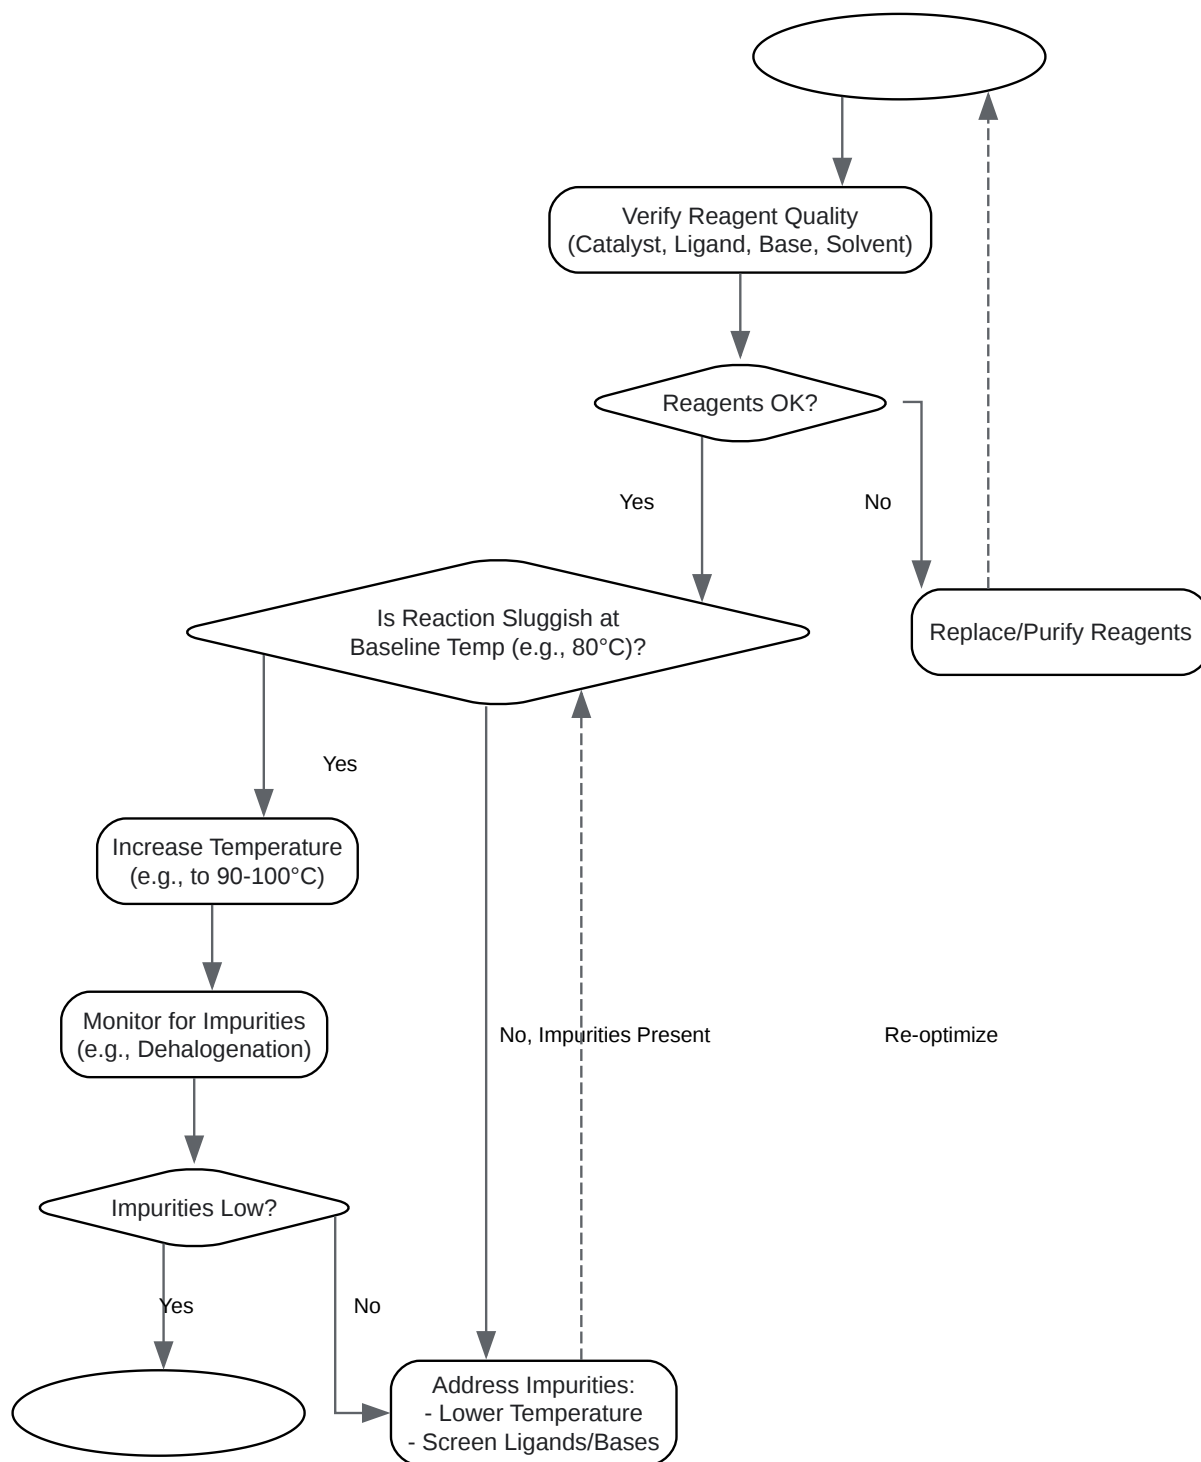 Verify Reagent Quality
(Catalyst, Ligand, Base, Solvent)
Reagents OK?
Yes
No
Is Reaction Sluggish at
Baseline Temp (e.g., 80°C)?
Replace/Purify Reagents
Yes
Increase Temperature
(e.g., to 90-100°C)
Monitor for Impurities
(e.g., Dehalogenation)
No, Impurities Present
Re-optimize
Impurities Low?
Yes
No
Address Impurities:
- Lower Temperature
- Screen Ligands/Bases